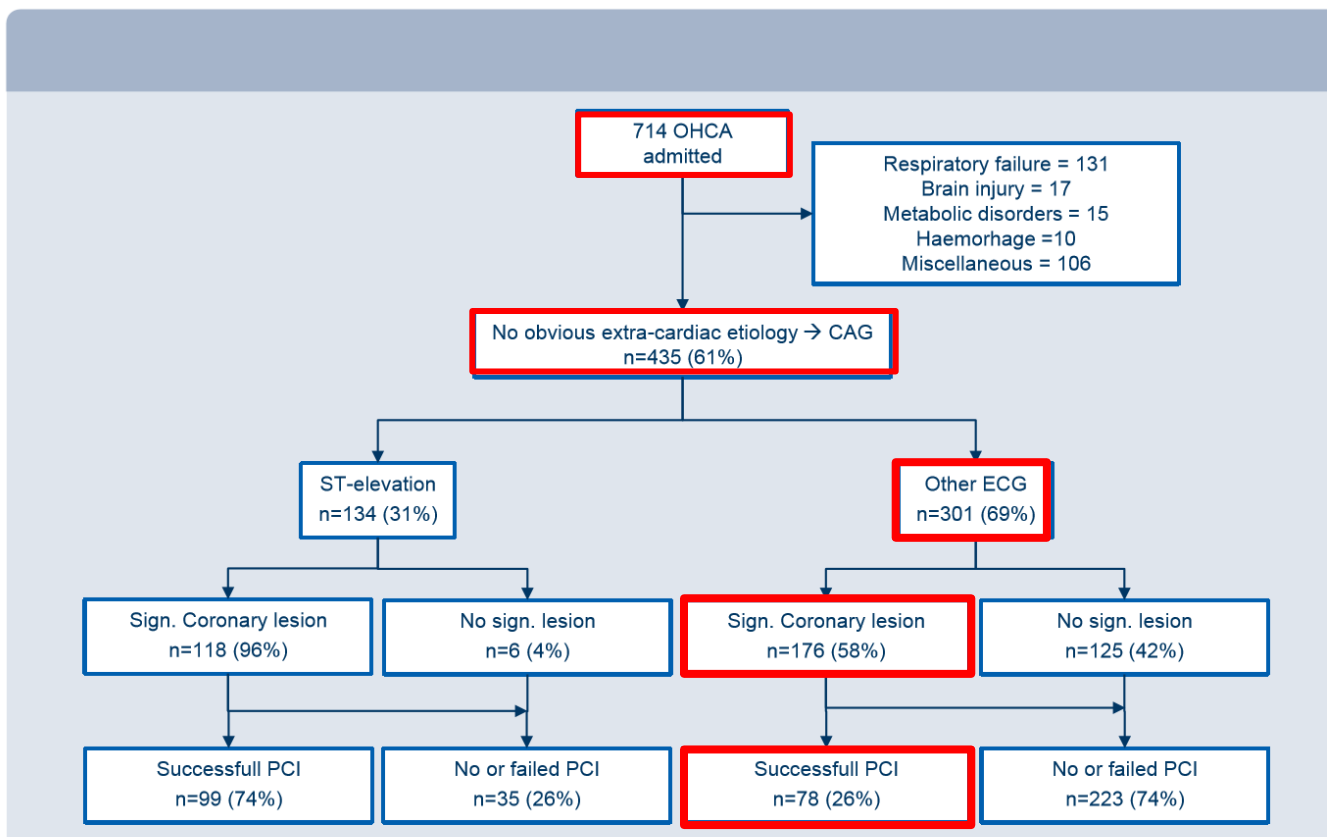 714 OHCA
admitted
Respiratory failure = 131
Brain injury = 17
Metabolic disorders = 15
Haemorhage =10
Miscellaneous = 106
No obvious extra-cardiac etiology → CAG
n=435 (61%)
ST-elevation
n=134 (31%)
Other ECG
n=301 (69%)
Sign. Coronary lesion
n=118 (96%)
No sign. lesion
n=6 (4%)
Sign. Coronary lesion
n=176 (58%)
No sign. lesion
n=125 (42%)
Successfull PCI
n=99 (74%)
No or failed PCI
n=35 (26%)
Successfull PCI
n=78 (26%)
No or failed PCI
n=223 (74%)